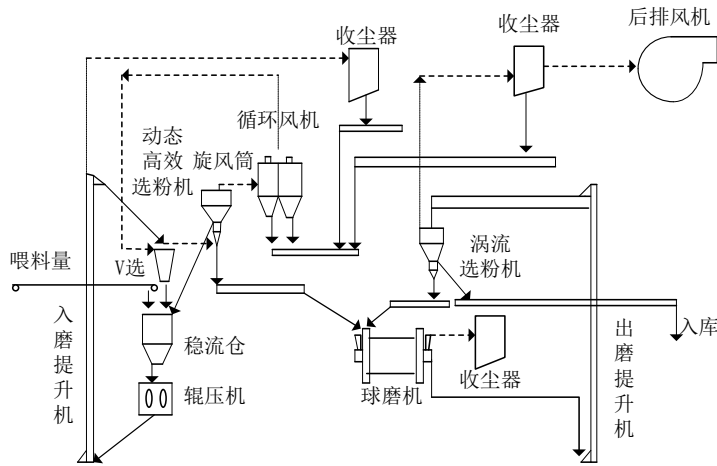 收尘器
收尘器
后排风机
循环风机
动态
高效
选粉机
旋风筒
喂料量
V选
涡流
选粉机
入磨提升机
稳流仓
辊压机
球磨机
收尘器
出磨提升机
入库